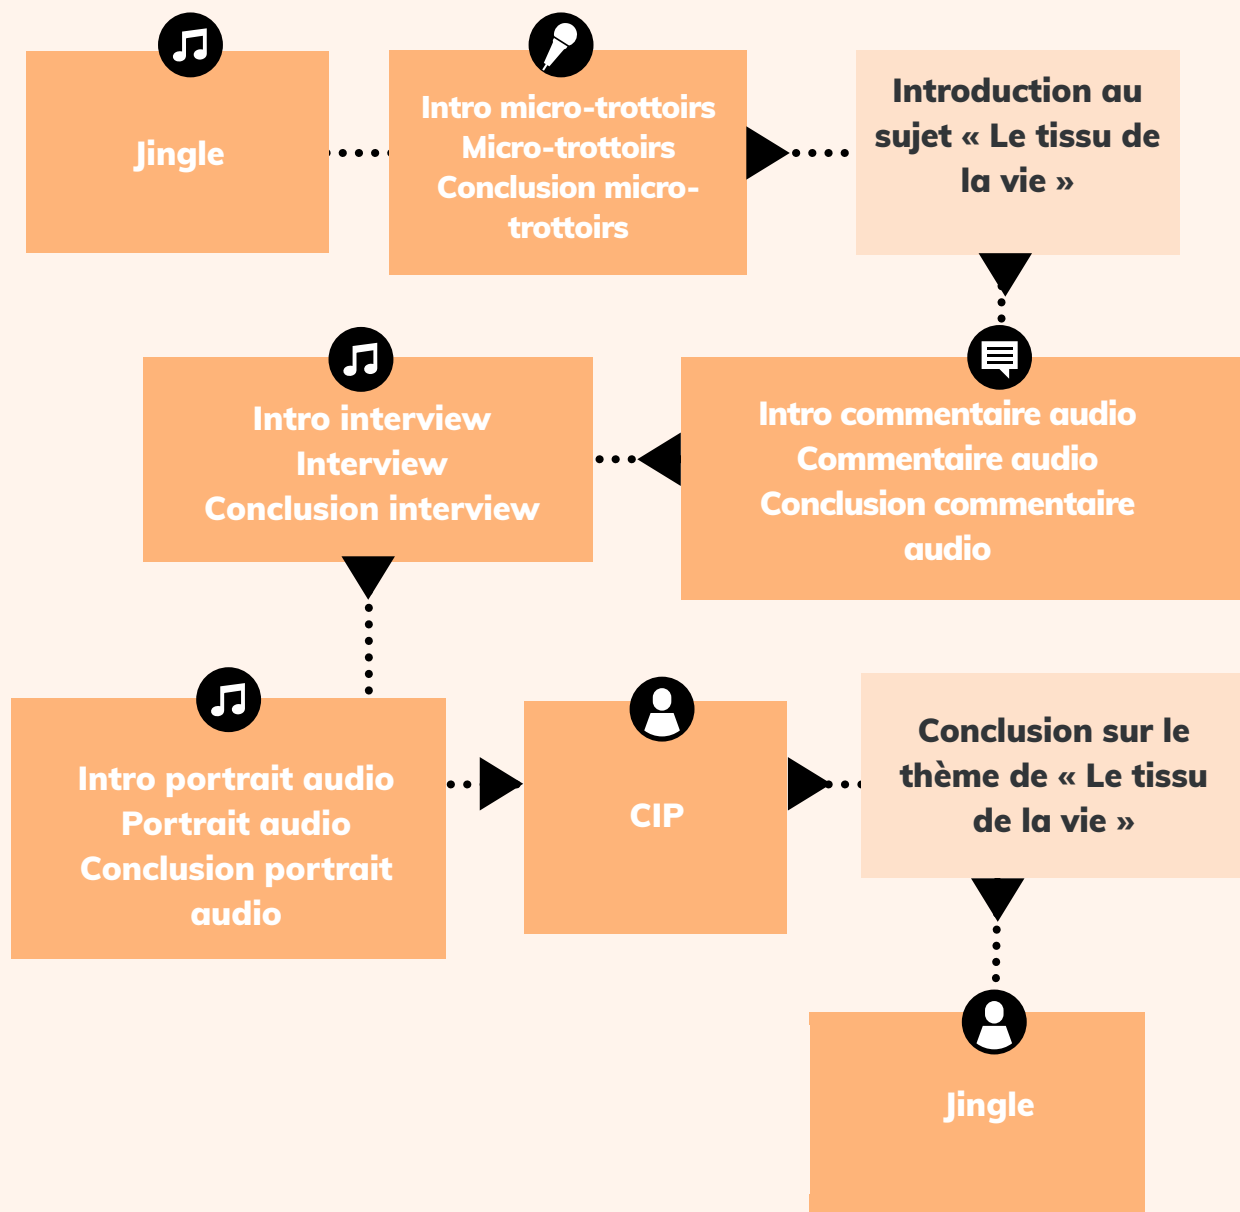 Jingle
Intro micro-trottoirs
Micro-trottoirs
Conclusion micro-
trottoirs
Introduction au
sujet « Le tissu de
la vie »
Intro interview
Interview
Conclusion interview
Intro commentaire audio
Commentaire audio
Conclusion commentaire
audio
Intro portrait audio
Portrait audio
Conclusion portrait
audio
CIP
Conclusion sur le
thème de « Le tissu
de la vie »
Jingle